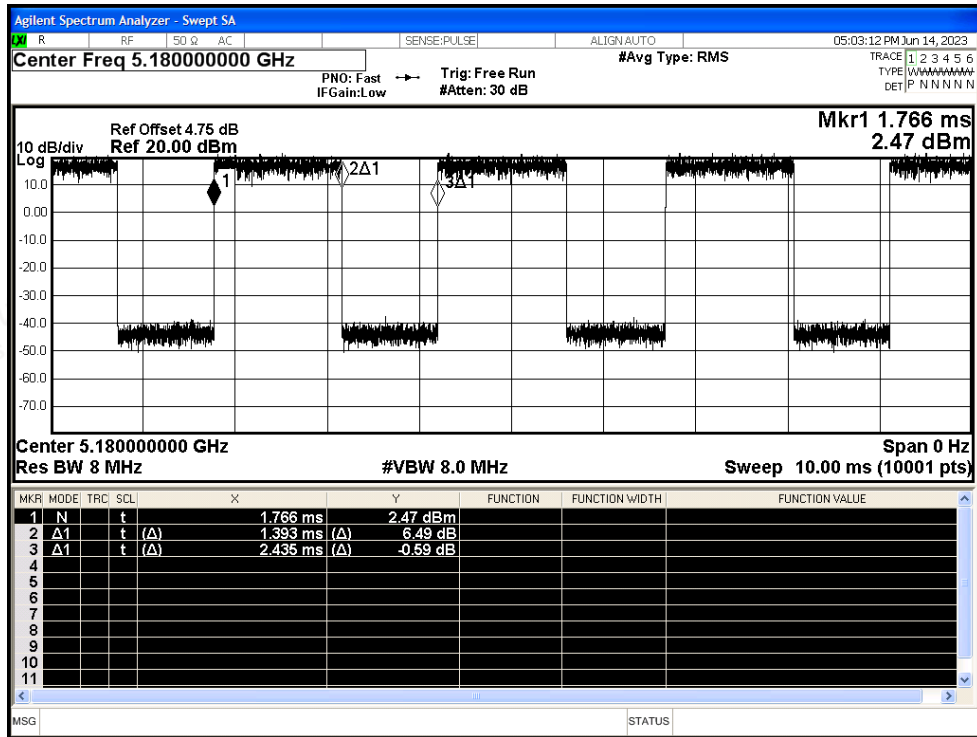 Agilent Spectrum Analyzer - Swept SA
LXI R RF 50 Ω AC SENSE:PULSE ALIGN AUTO 05:03:12 PM Jun 14, 2023
Center Freq 5.180000000 GHz
PNO: Fast
IFGain:Low
Trig: Free Run
#Atten: 30 dB
#Avg Type: RMS
TRACE 1 2 3 4 5 6
TYPE W
DET P N N N N N
Mkr1 1.766 ms
2.47 dBm
10 dB/div
Log
Ref Offset 4.75 dB
Ref 20.00 dBm
1
2Δ1
3Δ1
10.0
0.00
-10.0
-20.0
-30.0
-40.0
-50.0
-60.0
-70.0
Center 5.180000000 GHz Span 0 Hz
Res BW 8 MHz #VBW 8.0 MHz Sweep 10.00 ms (10001 pts)
MKR MODE TRC SCL X Y FUNCTION FUNCTION WIDTH FUNCTION VALUE
1 N t 1.766 ms 2.47 dBm
2 Δ1 t (Δ) 1.393 ms (Δ) 6.49 dB
3 Δ1 t (Δ) 2.435 ms (Δ) -0.59 dB
4
5
6
7
8
9
10
11
MSG STATUS